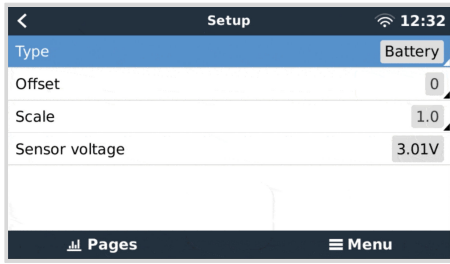 Setup 12:32
Type Battery
Offset 0
Scale 1.0
Sensor voltage 3.01V
Pages Menu